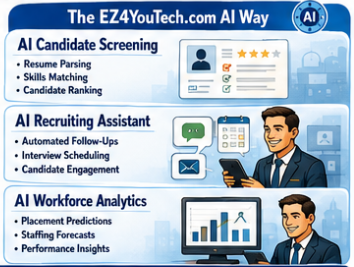 The EZ4YouTech.com AI Way
AI
AI Candidate Screening
• Resume Parsing
• Skills Matching
• Candidate Ranking
AI Recruiting Assistant
• Automated Follow-Ups
• Interview Scheduling
• Candidate Engagement
AI Workforce Analytics
• Placement Predictions
• Staffing Forecasts
• Performance Insights